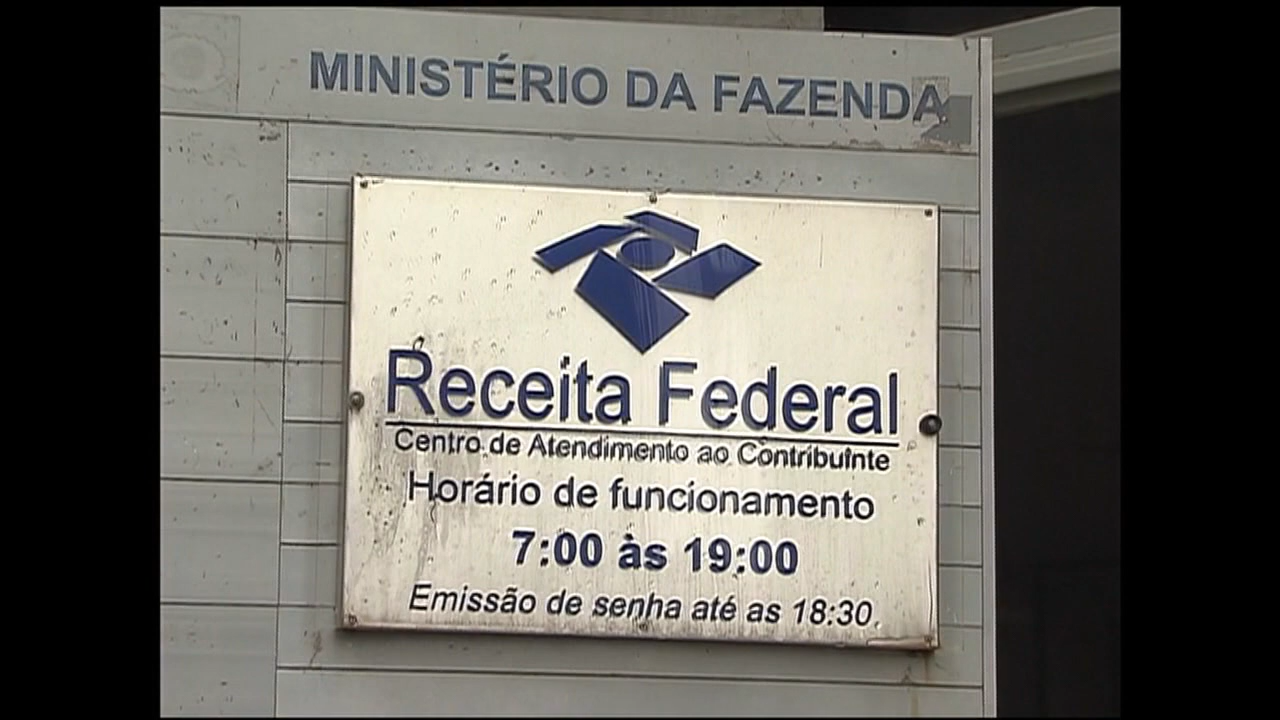 MINISTÉRIO DA FAZENDA
Receita Federal
Centro de Atendimento ao Contribuinte
Horário de funcionamento
7:00 às 19:00
Emissão de senha até as 18:30.